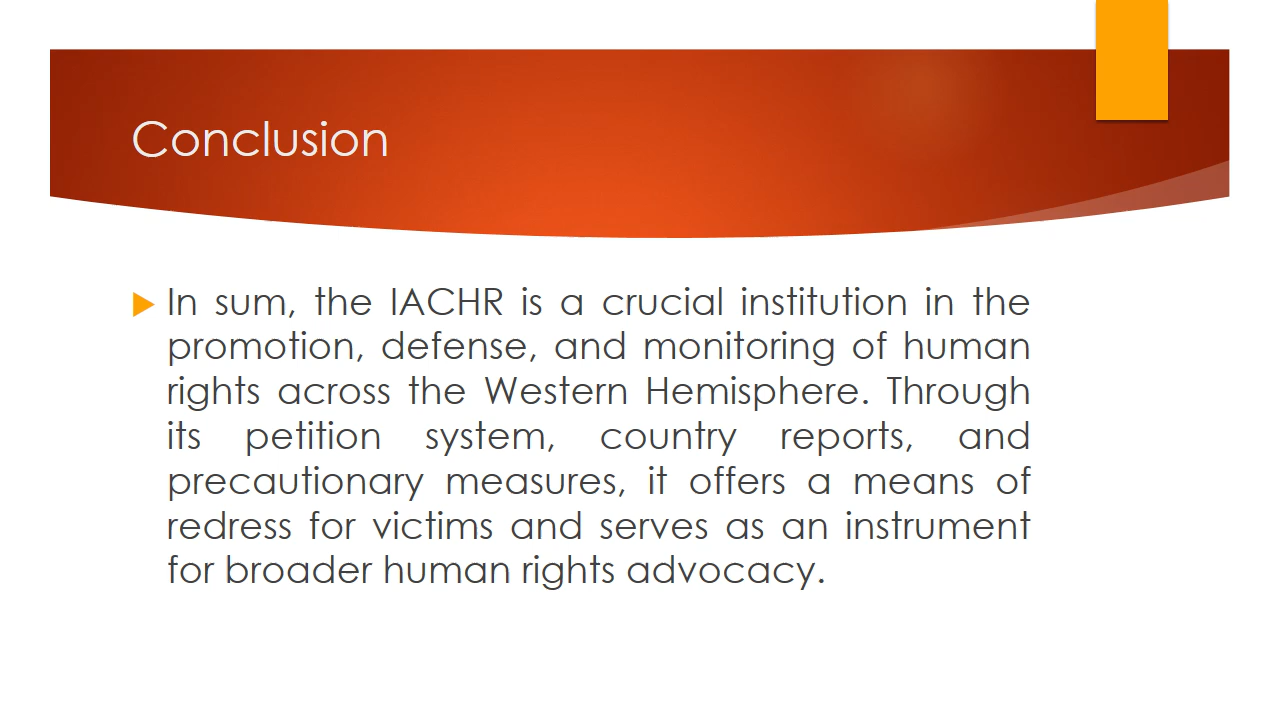 Conclusion
In sum, the IACHR is a crucial institution in the
promotion, defense, and monitoring of human
rights across the Western Hemisphere. Through
its petition system, country reports, and
precautionary measures, it offers a means of
redress for victims and serves as an instrument
for broader human rights advocacy.